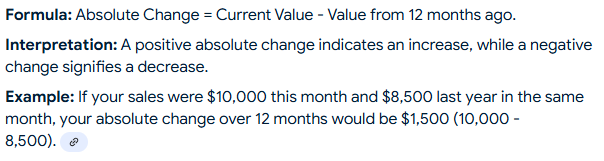 Formula: Absolute Change = Current Value - Value from 12 months ago.
Interpretation: A positive absolute change indicates an increase, while a negative
change signifies a decrease.
Example: If your sales were $10,000 this month and $8,500 last year in the same
month, your absolute change over 12 months would be $1,500 (10,000 -
8,500).